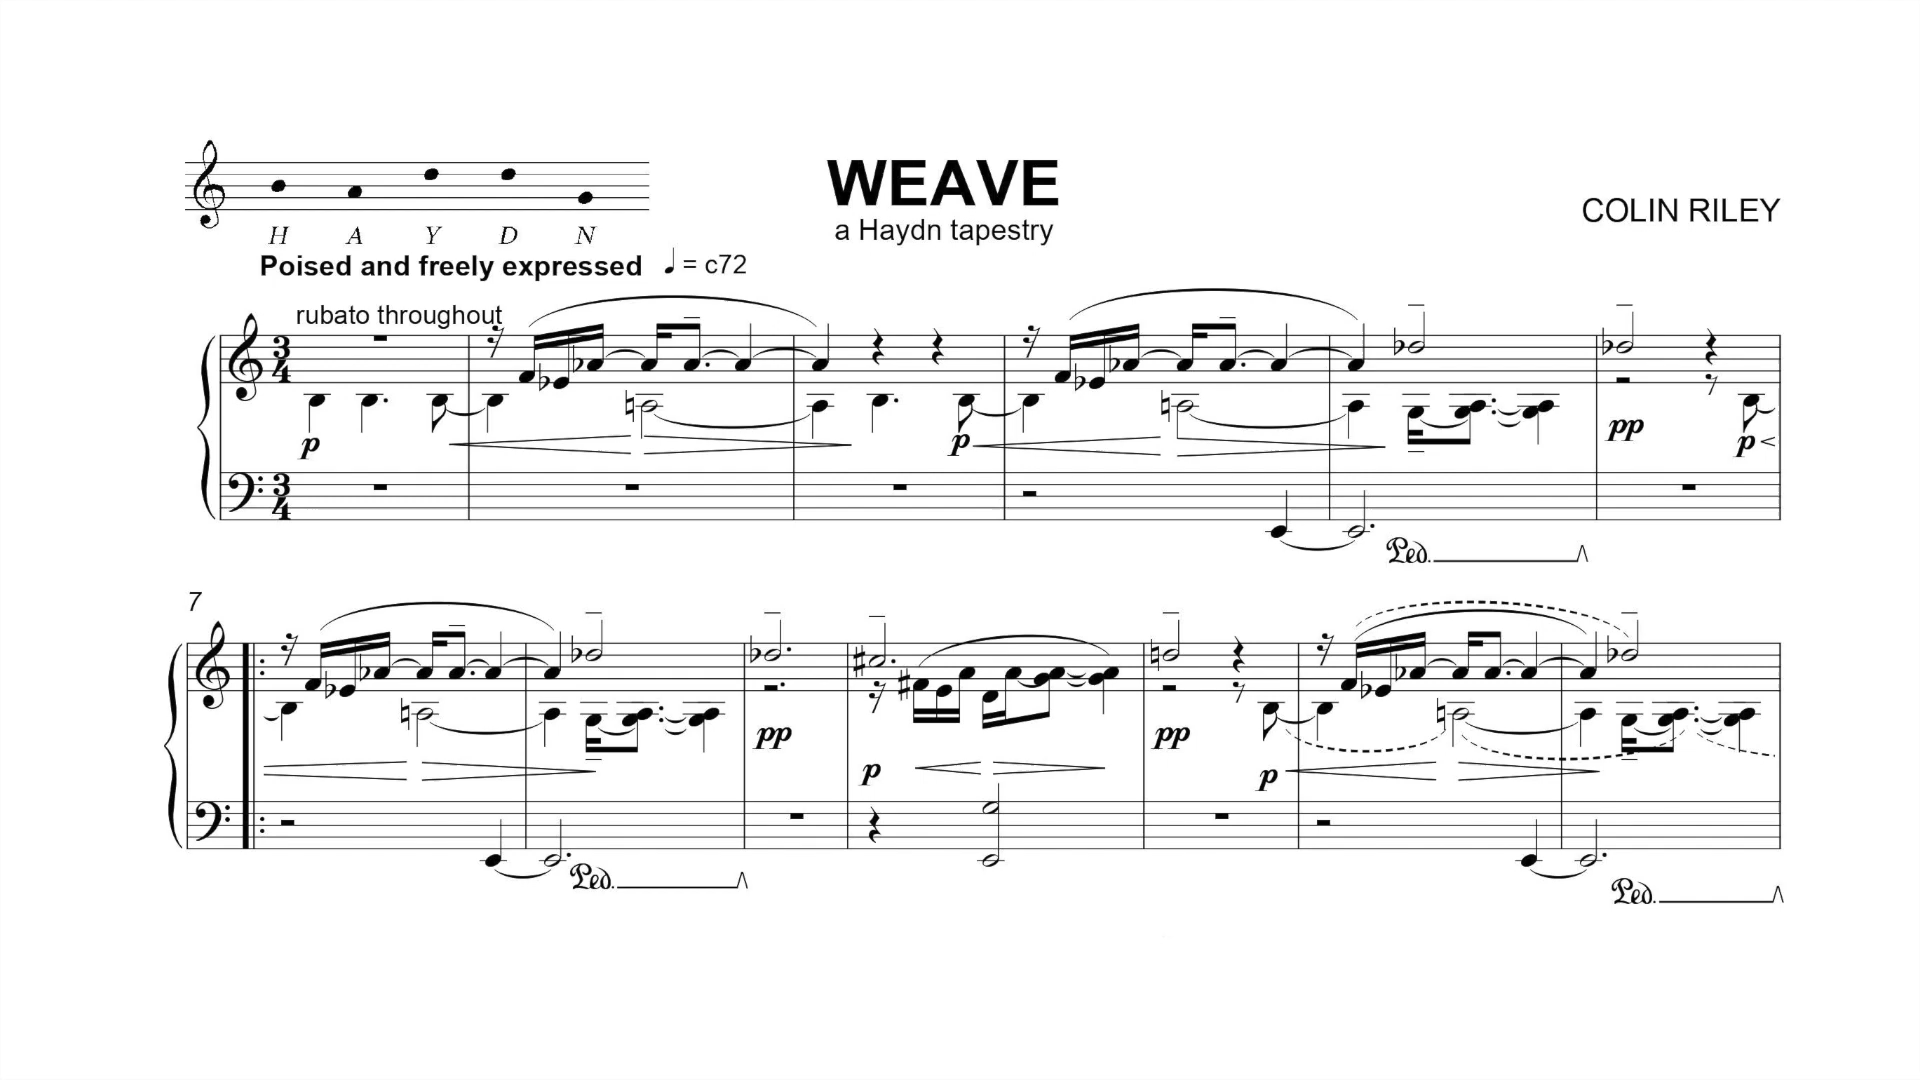 WEAVE
a Haydn tapestry
COLIN RILEY
H A Y D N
Poised and freely expressed ♩ = c72
rubato throughout
3 4
p p pp p
3 4
Ped.
7
pp p pp p
Ped. Ped.